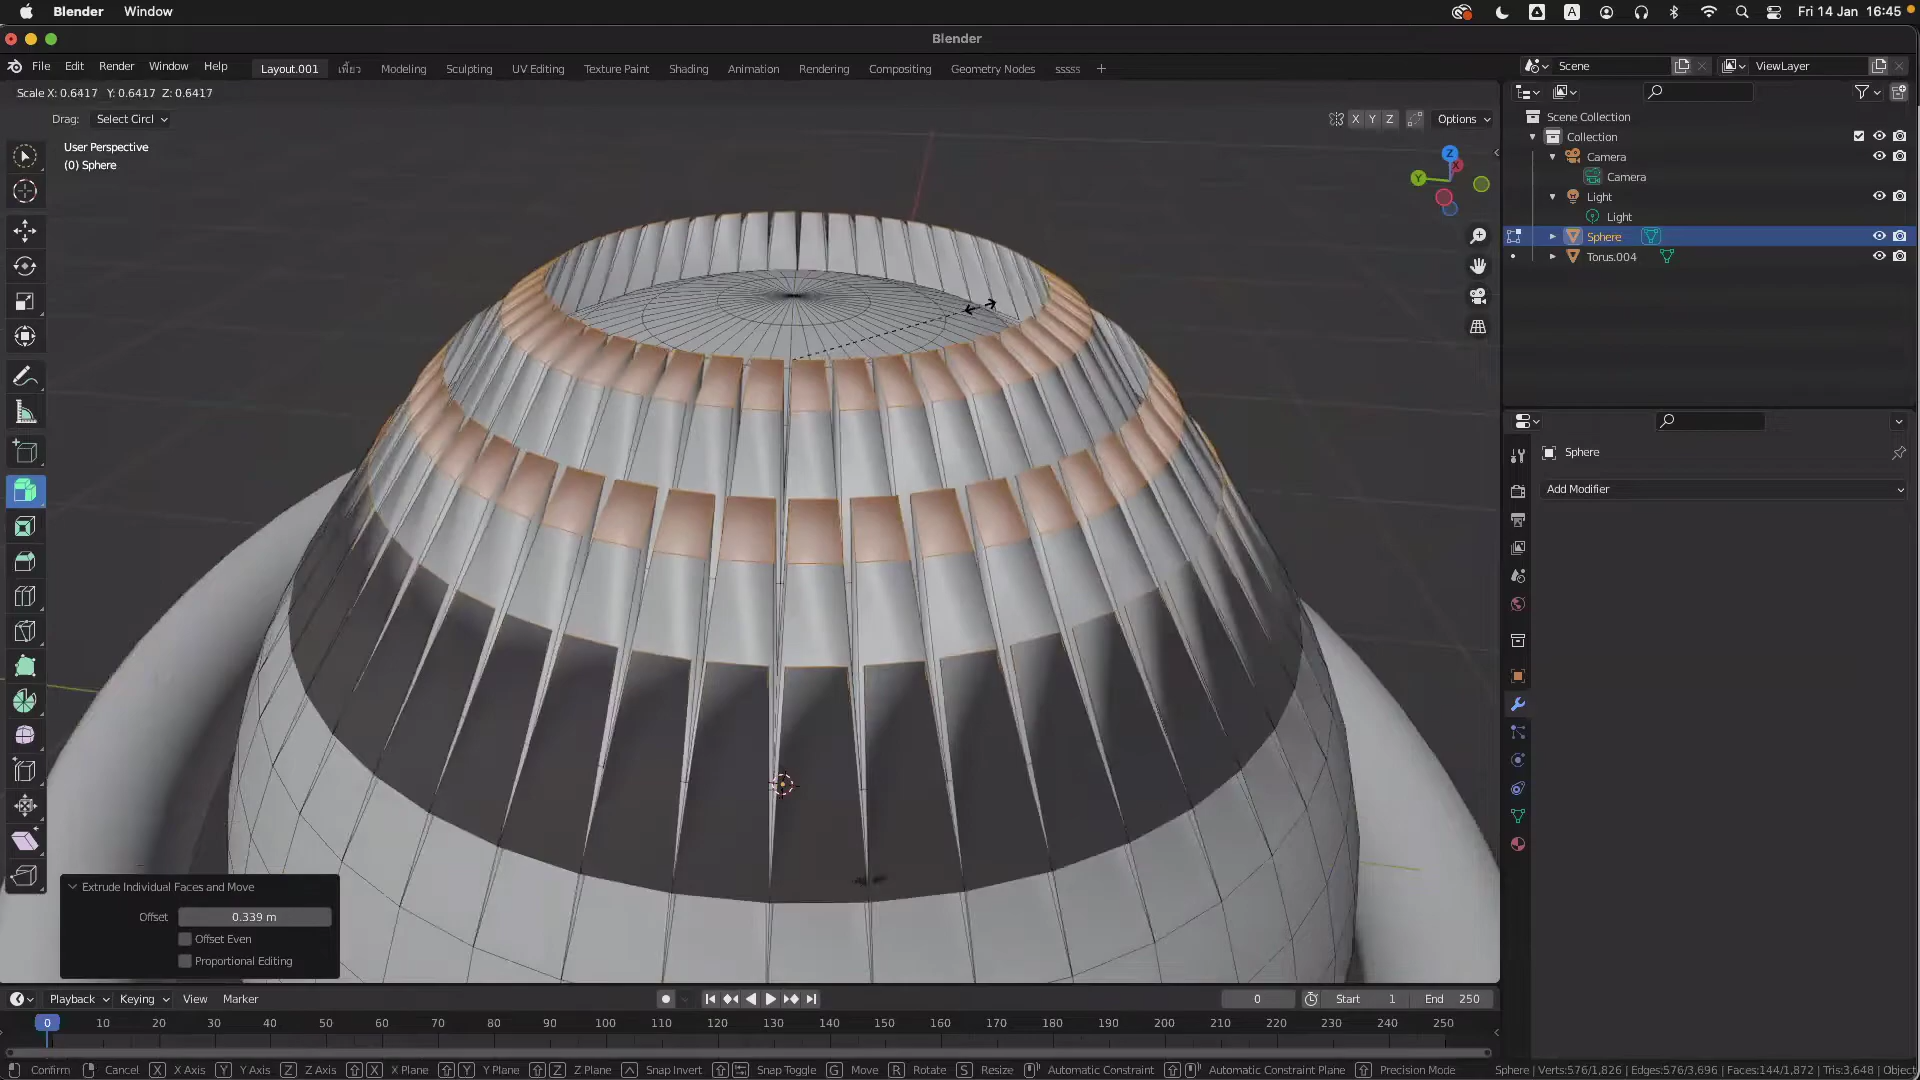 Blender Window Fri 14 Jan 16:45
Blender
File Edit Render Window Help Layout.001 เพี้ยว Modeling Sculpting UV Editing Texture Paint Shading Animation Rendering Compositing Geometry Nodes sssss + Scene ViewLayer
Scale X: 0.6417 Y: 0.6417 Z: 0.6417
Drag: Select Circl X Y Z Options
User Perspective
(0) Sphere
Z
X
Y
Scene Collection
Collection
Camera
Camera
Light
Light
Sphere
Torus.004
Sphere
Add Modifier
Extrude Individual Faces and Move
Offset 0.339 m
Offset Even
Proportional Editing
Playback Keying View Marker 0 Start 1 End 250
0 10 20 30 40 50 60 70 80 90 100 110 120 130 140 150 160 170 180 190 200 210 220 230 240 250
Confirm Cancel X X Axis Y Y Axis Z Z Axis X X Plane Y Y Plane Z Z Plane Snap Invert Snap Toggle G Move R Rotate S Resize Automatic Constraint Automatic Constraint Plane Precision Mode Sphere | Verts:576/1,826 | Edges:576/3,696 | Faces:144/1,872 | Tris:3,648 | Object